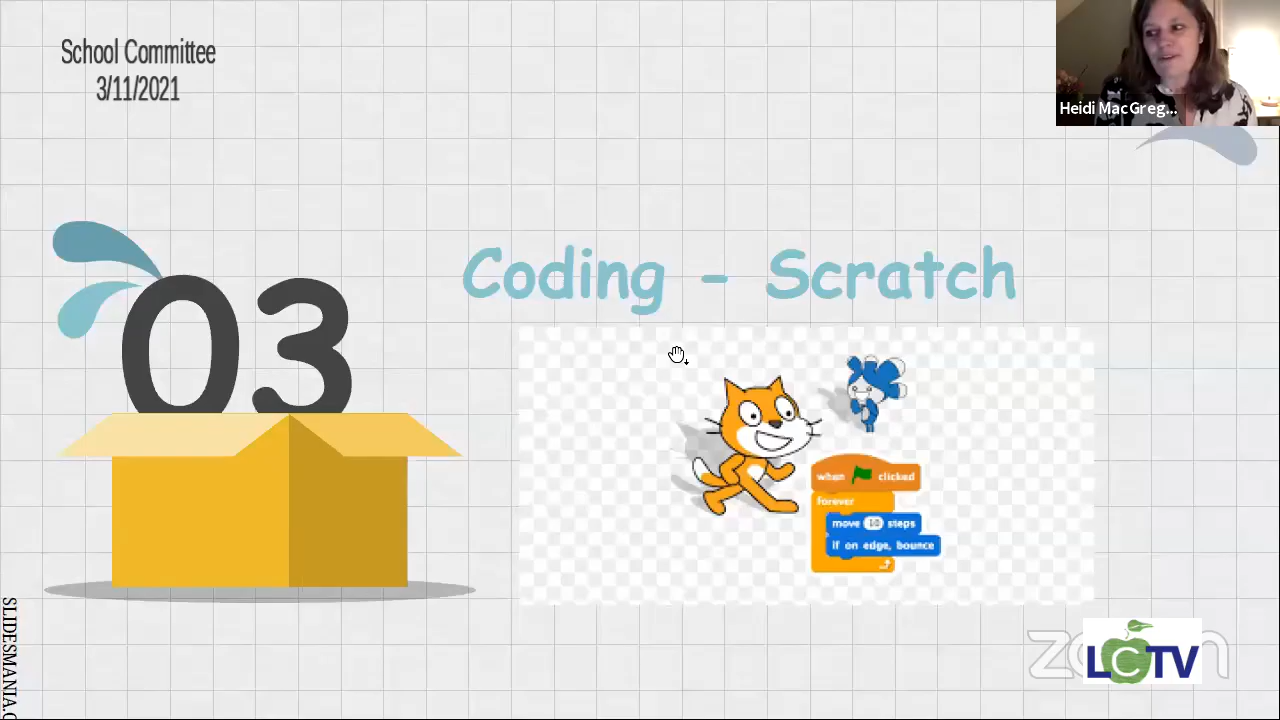 School Committee
3/11/2021
Heidi MacGreg...
03
Coding - Scratch
when clicked
forever
move 10 steps
if on edge, bounce
LCTV
SLIDESMANIA.C